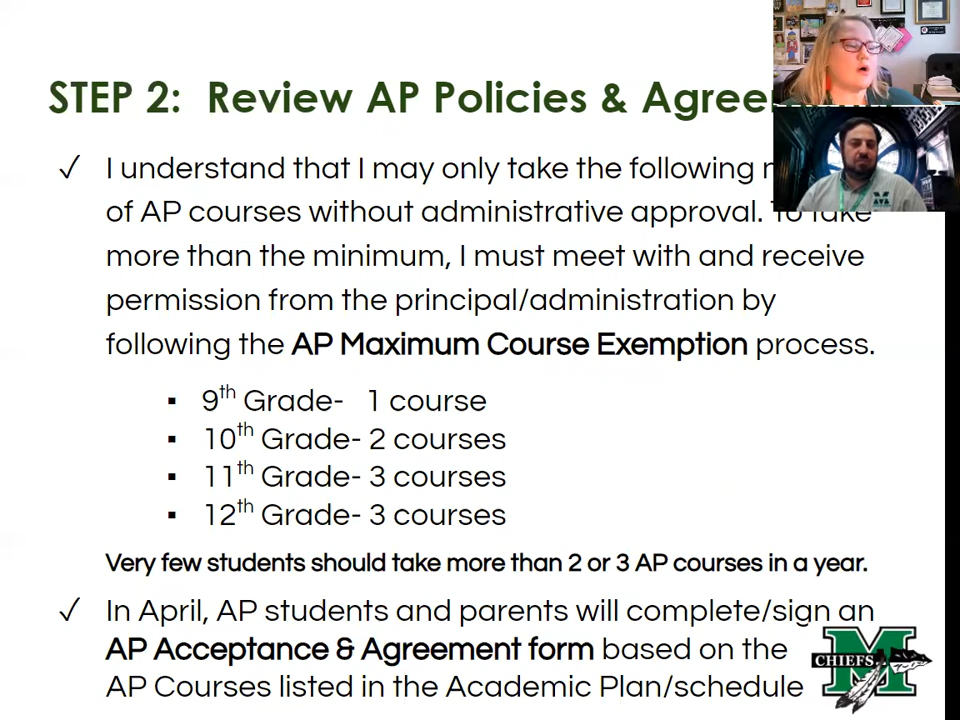 STEP 2: Review AP Policies & Agree
✓ I understand that I may only take the following
of AP courses without administrative approval. To take
more than the minimum, I must meet with and receive
permission from the principal/administration by
following the AP Maximum Course Exemption process.
▪ 9th Grade- 1 course
▪ 10th Grade- 2 courses
▪ 11th Grade- 3 courses
▪ 12th Grade- 3 courses
Very few students should take more than 2 or 3 AP courses in a year.
✓ In April, AP students and parents will complete/sign an
AP Acceptance & Agreement form based on the
AP Courses listed in the Academic Plan/schedule
M
CHIEFS